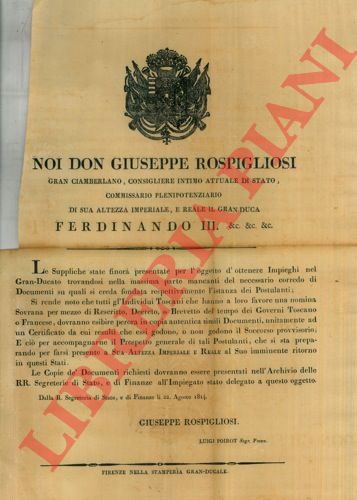 NOI DON GIUSEPPE ROSPIGLIOSI
GRAN CIAMBERLANO, CONSIGLIERE INTIMO ATTUALE DI STATO,
COMMISSARIO PLENIPOTENZIARIO
DI SUA ALTEZZA IMPERIALE, E REALE IL GRAN DUCA
FERDINANDO III. &c. &c. &c.
Le Suppliche state finora presentate per l'oggetto d'ottenere Impieghi nel
Gran-Ducato trovandosi nella massima parte mancanti del necessario corredo di
Documenti su quali si creda fondata respettivamente l'istanza dei Postulanti;
Si rende noto che tutti gl'Individui Toscani che hanno a loro favore una nomina
Sovrana per mezzo di Rescritto, Decreto, o Brevetto del tempo dei Governi Toscano
o Francese, dovranno esibire per copia autentica simili Documenti, unitamente ad
un Certificato da cui resulti che essi godono, o non godono il Soccorso provvisorio;
E ciò per accompagnarne il Prospetto generale di tali Postulanti, che si sta prepa-
rando per farsi presente a SUA ALTEZZA IMPERIALE E REALE al Suo imminente ritorno
in questi Stati.
Le Copie de' Documenti richiesti dovranno essere presentati nell'Archivio delle
RR. Segreterie di Stato, e di Finanze all'Impiegato stato delegato a questo oggetto.
Dalla R. Segreteria di Stato, e di Finanze li 22. Agosto 1814.
GIUSEPPE ROSPIGLIOSI.
LUIGI POIROT Segr. Finan.
FIRENZE NELLA STAMPERIA GRAN-DUCALE.
LIBRERIA PIANI